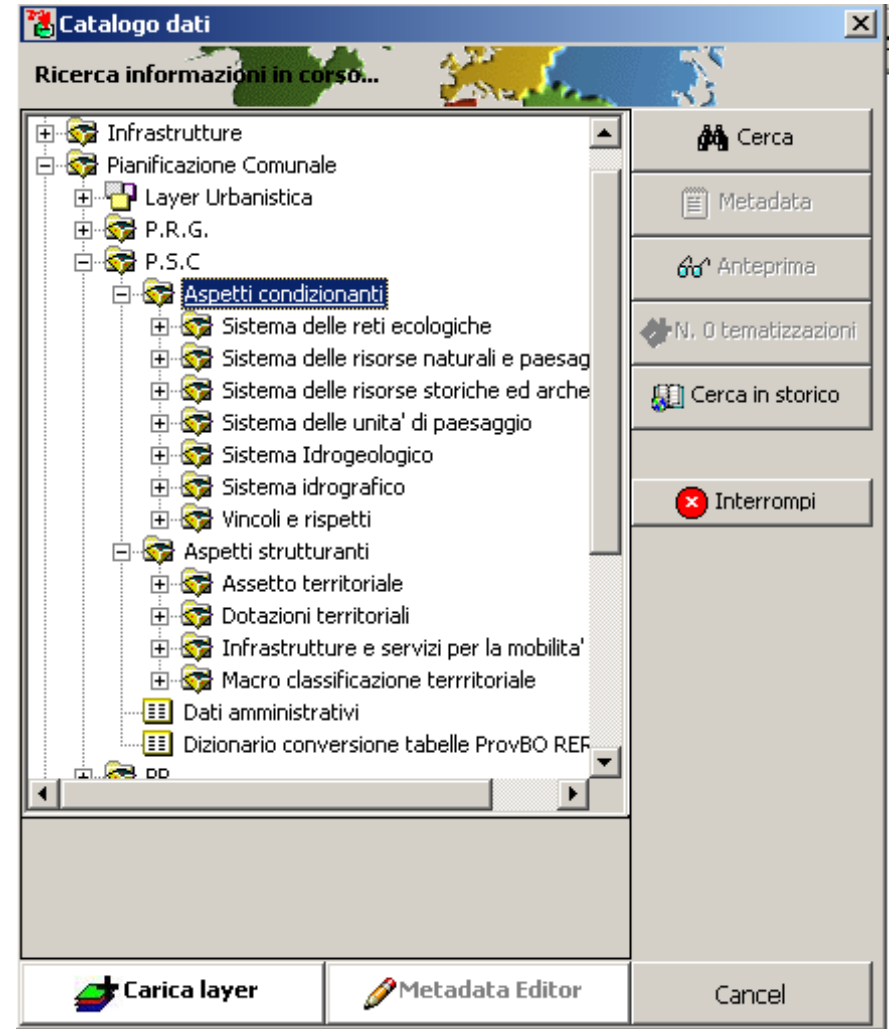 Catalogo dati
Ricerca informazioni in corso...
Infrastrutture
Pianificazione Comunale
Layer Urbanistica
P.R.G.
P.S.C
Aspetti condizionanti
Sistema delle reti ecologiche
Sistema delle risorse naturali e paesag
Sistema delle risorse storiche ed arche
Sistema delle unita' di paesaggio
Sistema Idrogeologico
Sistema idrografico
Vincoli e rispetti
Aspetti strutturanti
Assetto territoriale
Dotazioni territoriali
Infrastrutture e servizi per la mobilita'
Macro classificazione terrritoriale
Dati amministrativi
Dizionario conversione tabelle ProvBO RER
Cerca
Metadata
Anteprima
N. 0 tematizzazioni
Cerca in storico
Interrompi
Carica layer
Metadata Editor
Cancel